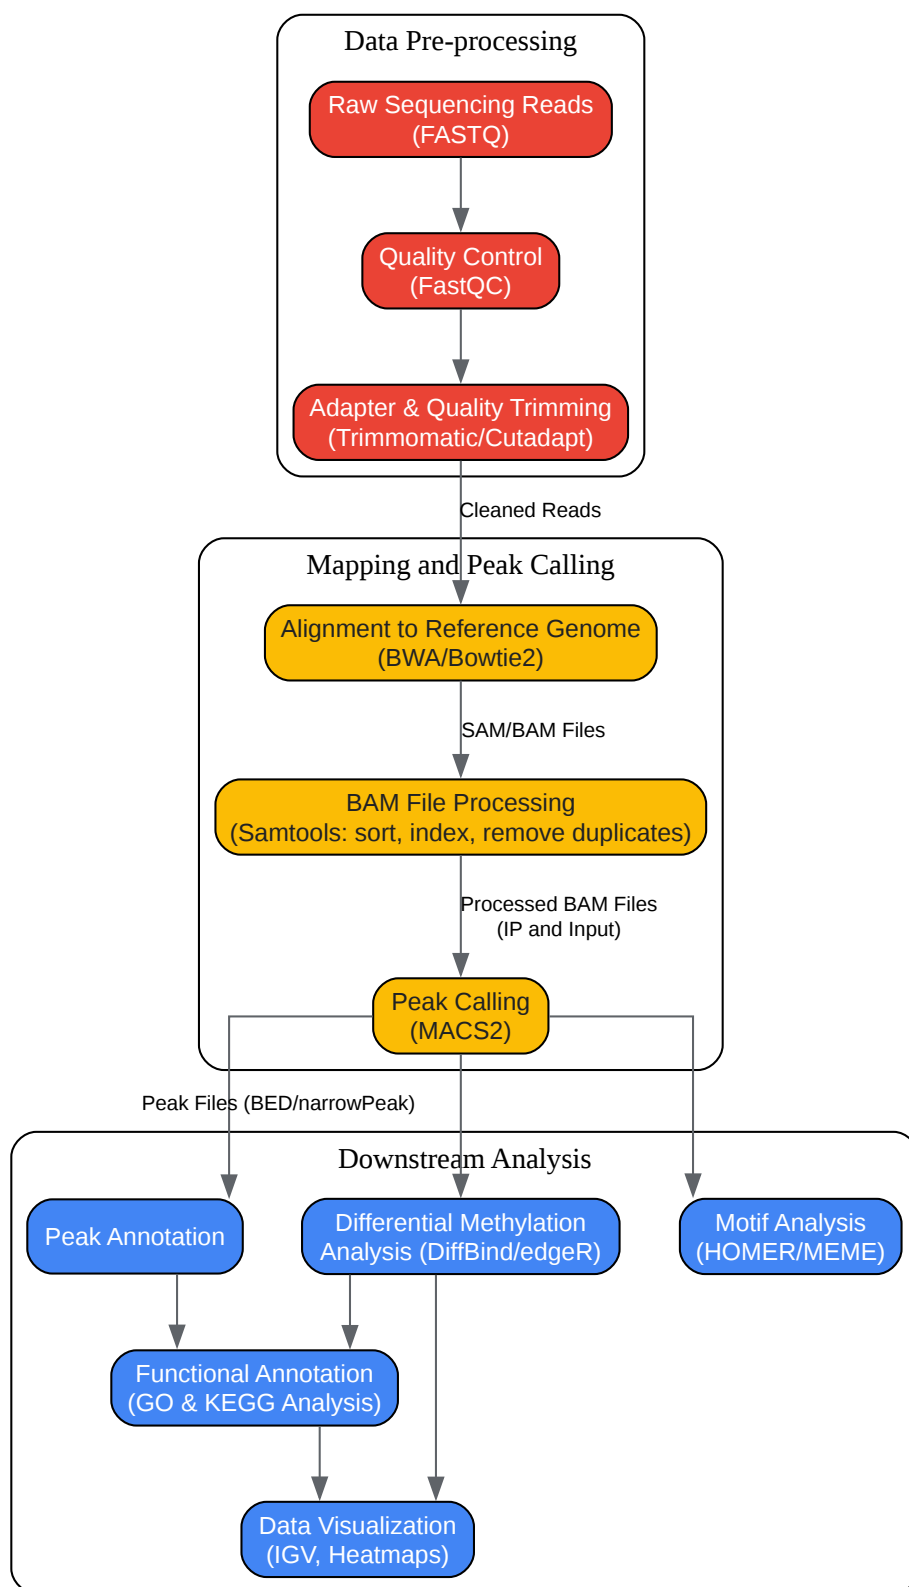 Data Pre-processing
Raw Sequencing Reads
(FASTQ)
Quality Control
(FastQC)
Adapter & Quality Trimming
(Trimmomatic/Cutadapt)
Cleaned Reads
Mapping and Peak Calling
Alignment to Reference Genome
(BWA/Bowtie2)
SAM/BAM Files
BAM File Processing
(Samtools: sort, index, remove duplicates)
Processed BAM Files
(IP and Input)
Peak Calling
(MACS2)
Peak Files (BED/narrowPeak)
Downstream Analysis
Peak Annotation
Differential Methylation
Analysis (DiffBind/edgeR)
Motif Analysis
(HOMER/MEME)
Functional Annotation
(GO & KEGG Analysis)
Data Visualization
(IGV, Heatmaps)